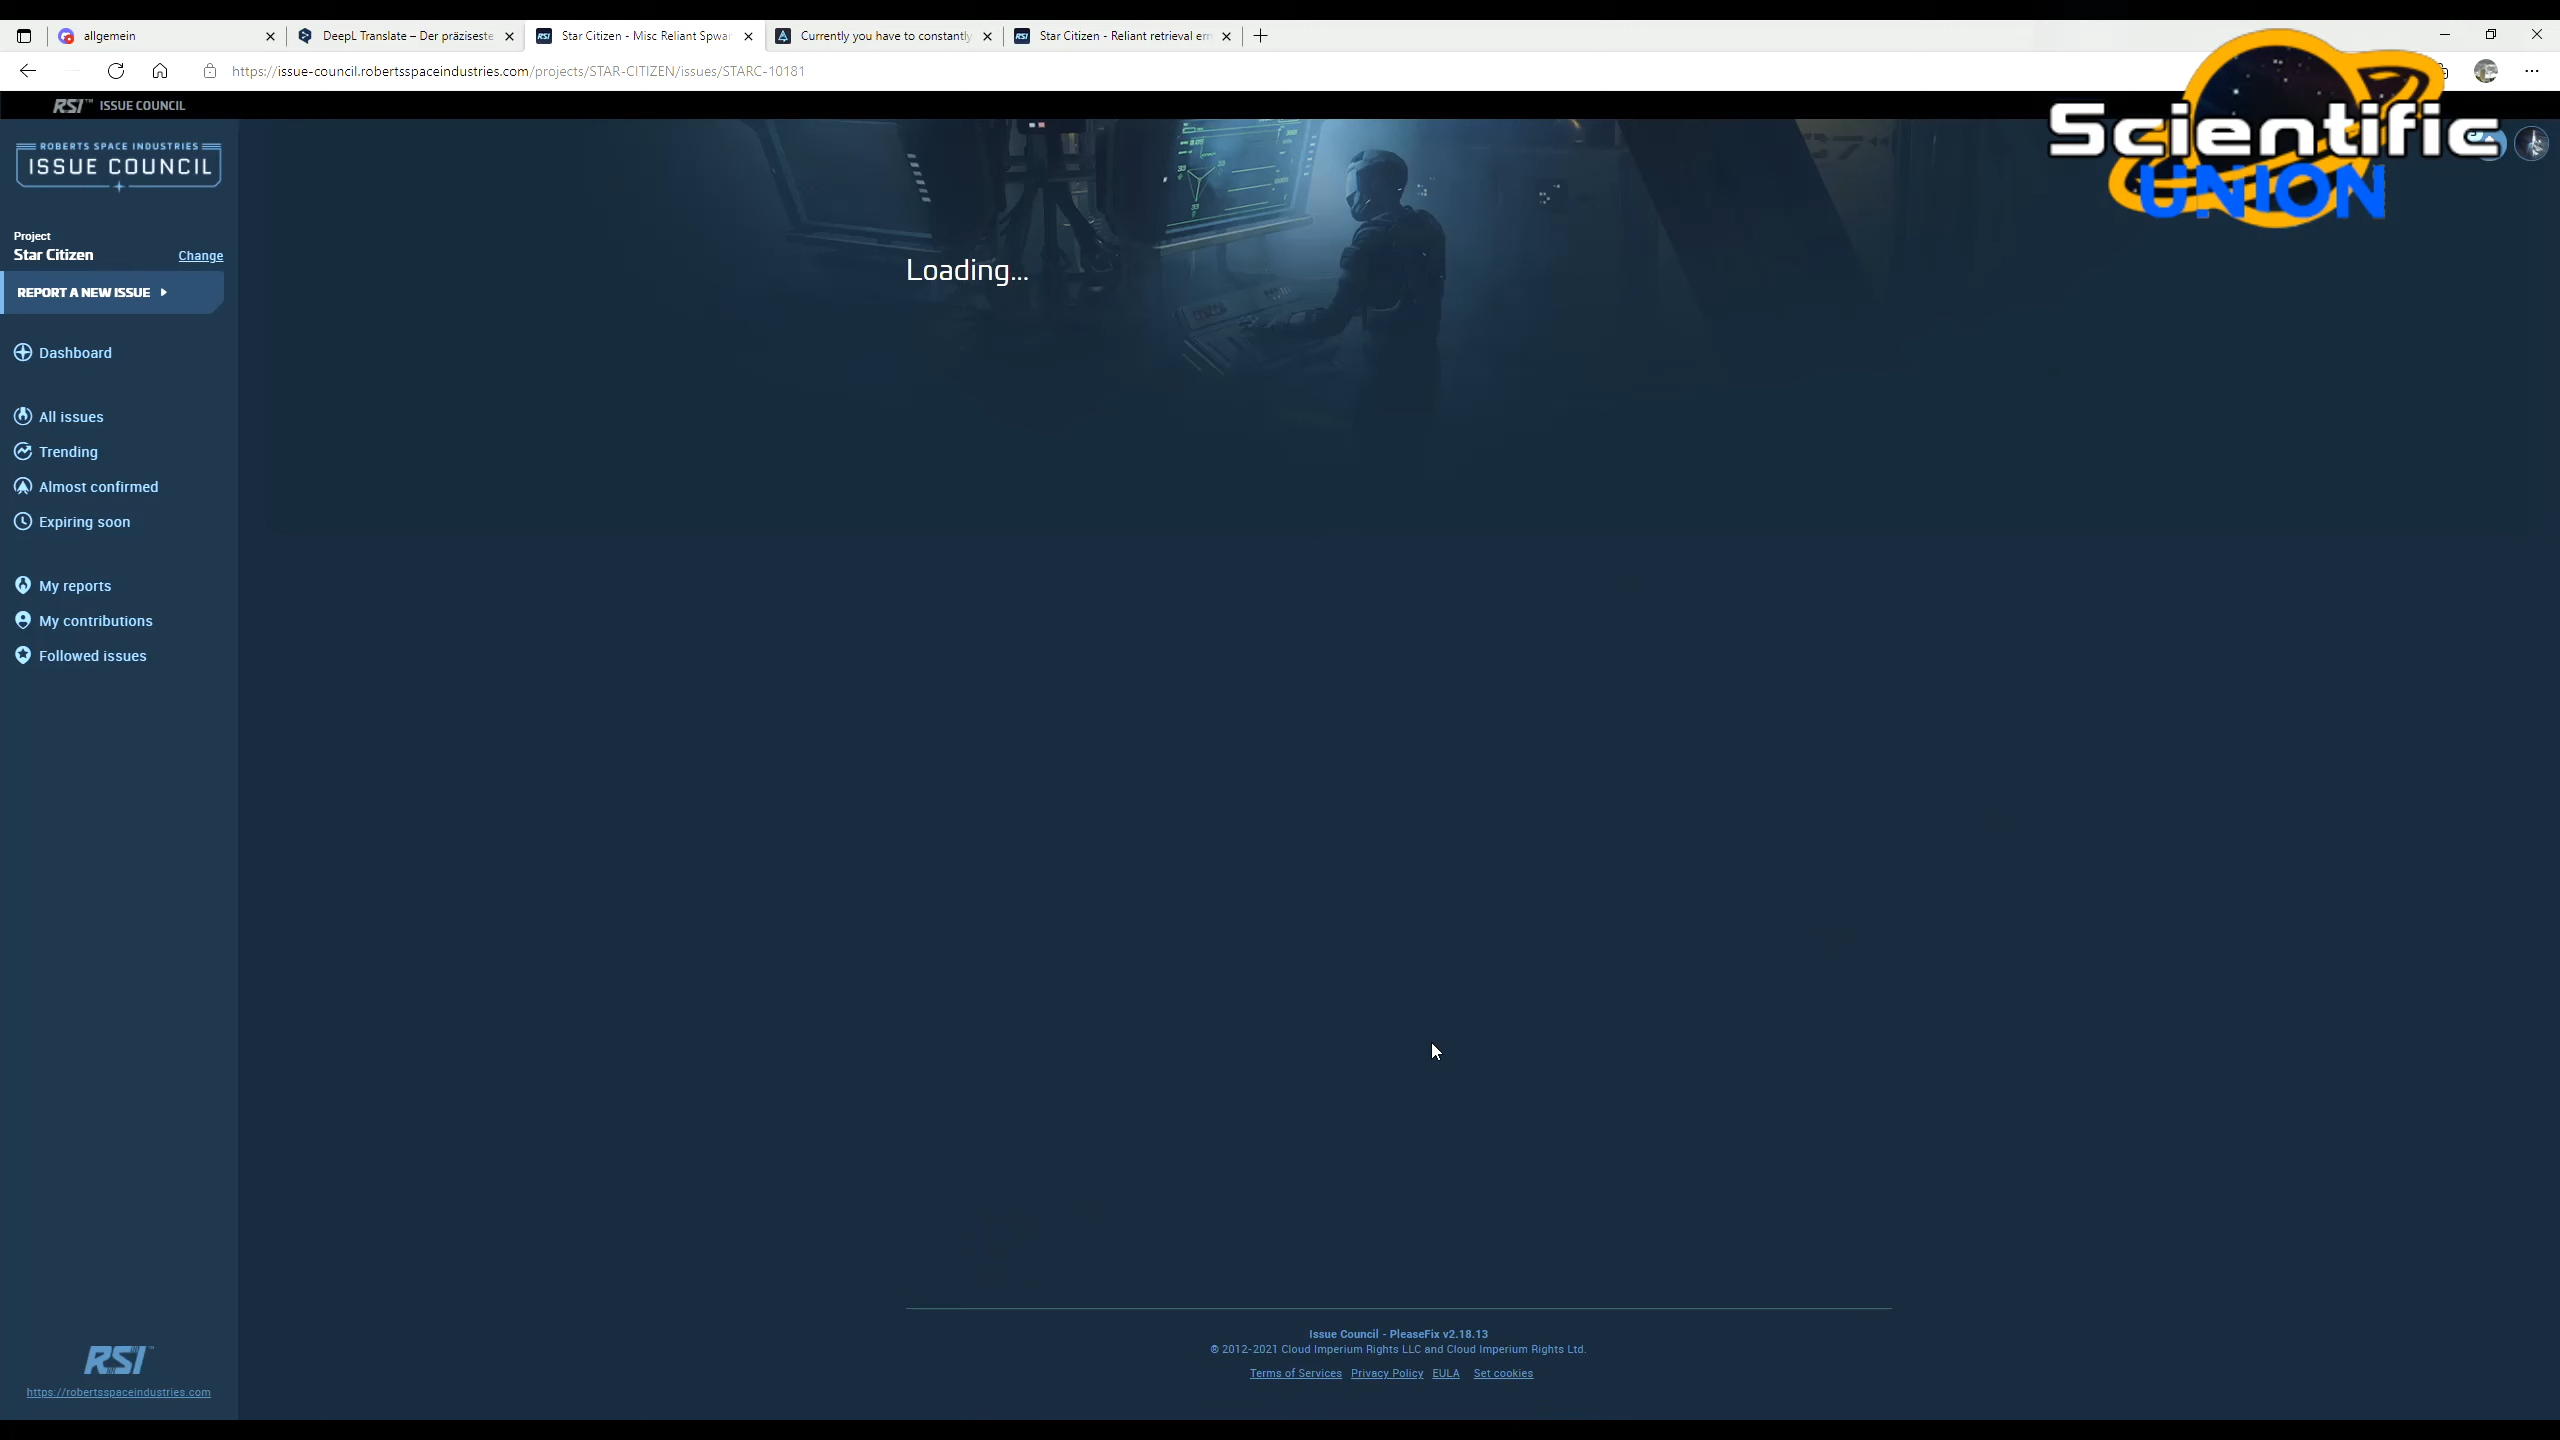 allgemein
DeepL Translate – Der präziseste
Star Citizen - Misc Reliant Spwan
Currently you have to constantly
Star Citizen - Reliant retrieval err
https://issue-council.robertsspaceindustries.com/projects/STAR-CITIZEN/issues/STARC-10181
RSI™ ISSUE COUNCIL
Scientific
UNION
ROBERTS SPACE INDUSTRIES
ISSUE COUNCIL
Project
Star Citizen
Change
REPORT A NEW ISSUE
Loading...
Dashboard
All issues
Trending
Almost confirmed
Expiring soon
My reports
My contributions
Followed issues
Issue Council - PleaseFix v2.18.13
© 2012-2021 Cloud Imperium Rights LLC and Cloud Imperium Rights Ltd.
Terms of Services Privacy Policy EULA Set cookies
RSI™
https://robertsspaceindustries.com